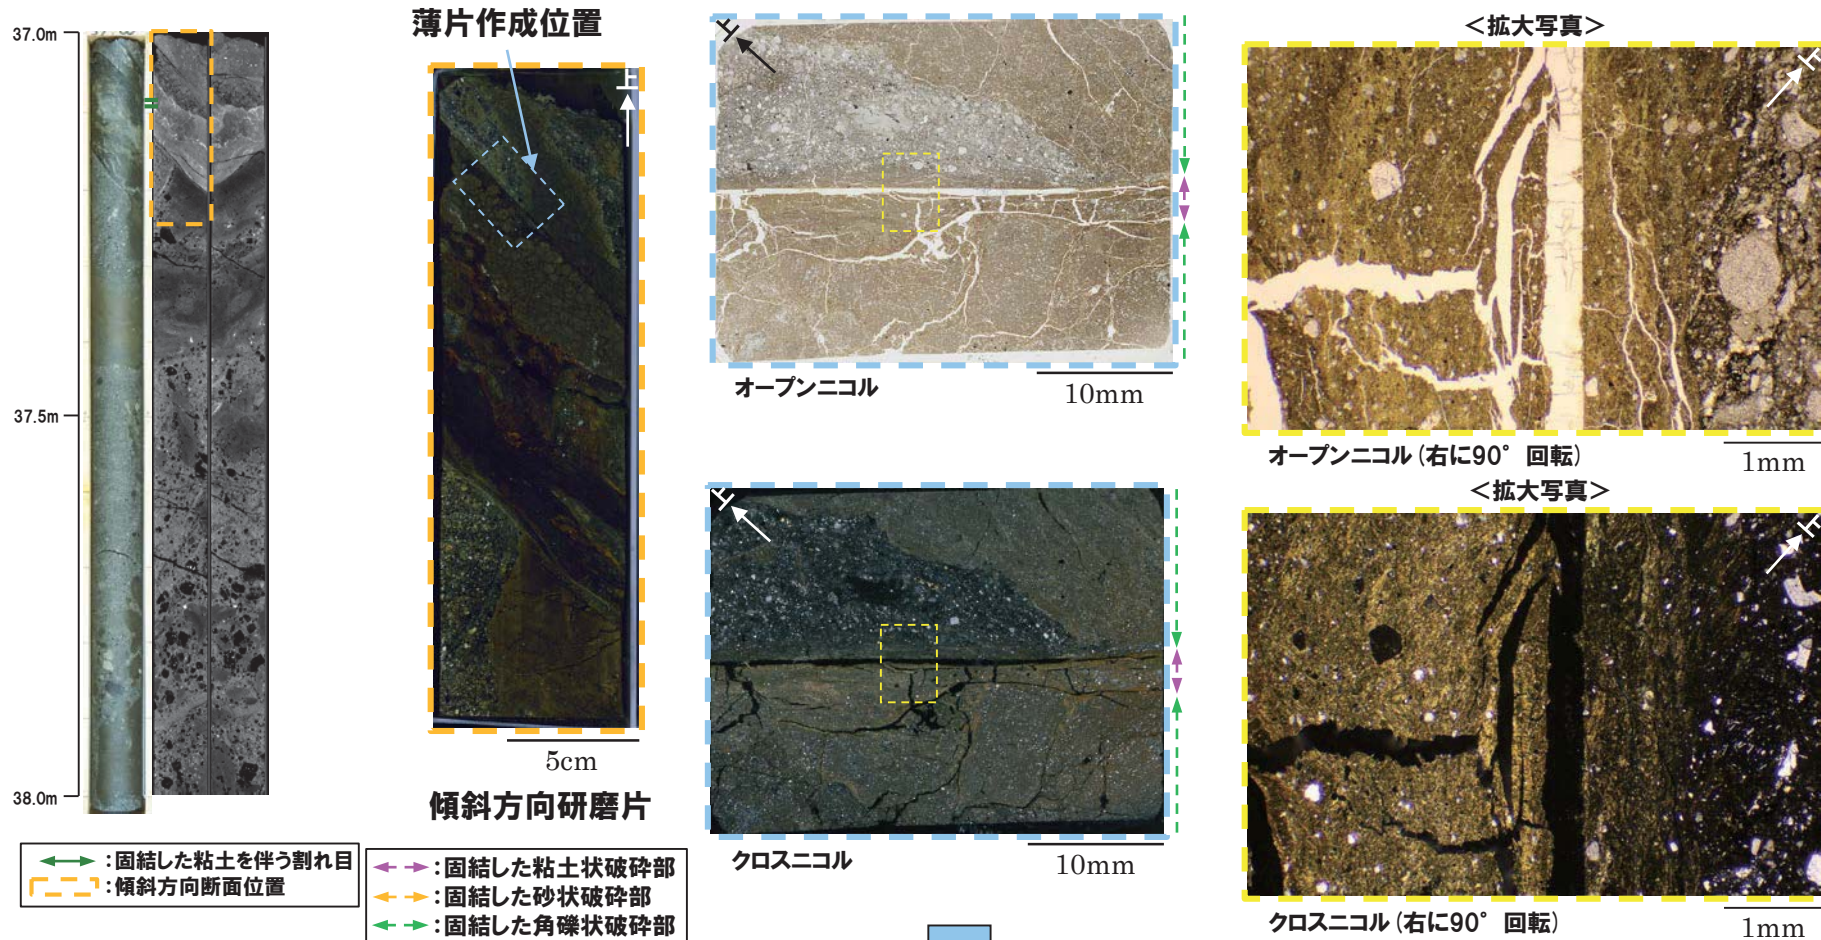 薄片作成位置
37.0m
37.5m
38.0m
上
5cm
傾斜方向研磨片
上
オープンニコル
10mm
上
クロスニコル
10mm
<拡大写真>
上
オープンニコル (右に90° 回転)
1mm
<拡大写真>
上
クロスニコル (右に90° 回転)
1mm
:固結した粘土を伴う割れ目
:傾斜方向断面位置
:固結した粘土状破砕部
:固結した砂状破砕部
:固結した角礫状破砕部